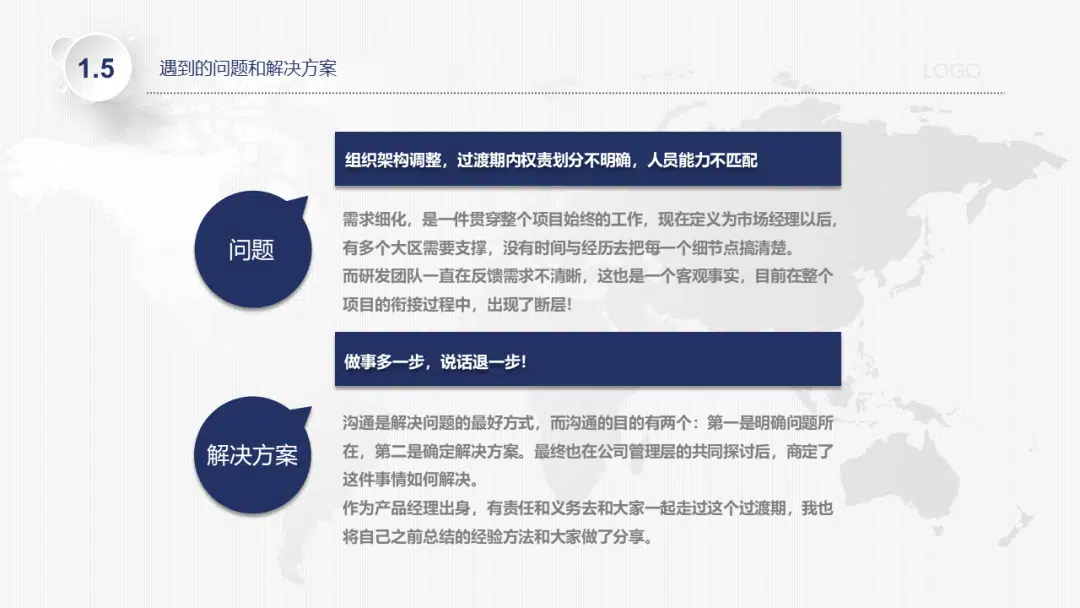 1.5
遇到的问题和解决方案
LOGO
组织架构调整，过渡期内权责划分不明确，人员能力不匹配
问题
需求细化，是一件贯穿整个项目始终的工作，现在定义为市场经理以后，
有多个大区需要支撑，没有时间与经历去把每一个细节点搞清楚。
而研发团队一直在反馈需求不清晰，这也是一个客观事实，目前在整个
项目的衔接过程中，出现了断层！
做事多一步，说话退一步！
解决方案
沟通是解决问题的最好方式，而沟通的目的有两个：第一是明确问题所
在，第二是确定解决方案。最终也在公司管理层的共同探讨后，商定了
这件事情如何解决。
作为产品经理出身，有责任和义务去和大家一起走过这个过渡期，我也
将自己之前总结的经验方法和大家做了分享。